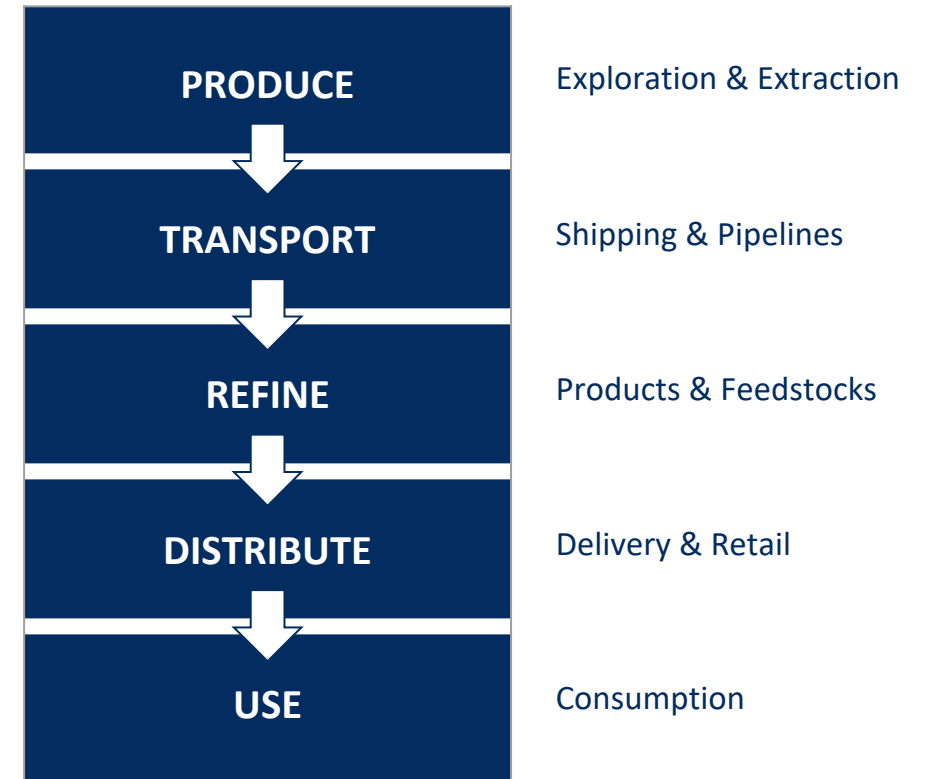 PRODUCE
Exploration & Extraction
TRANSPORT
Shipping & Pipelines
REFINE
Products & Feedstocks
DISTRIBUTE
Delivery & Retail
USE
Consumption